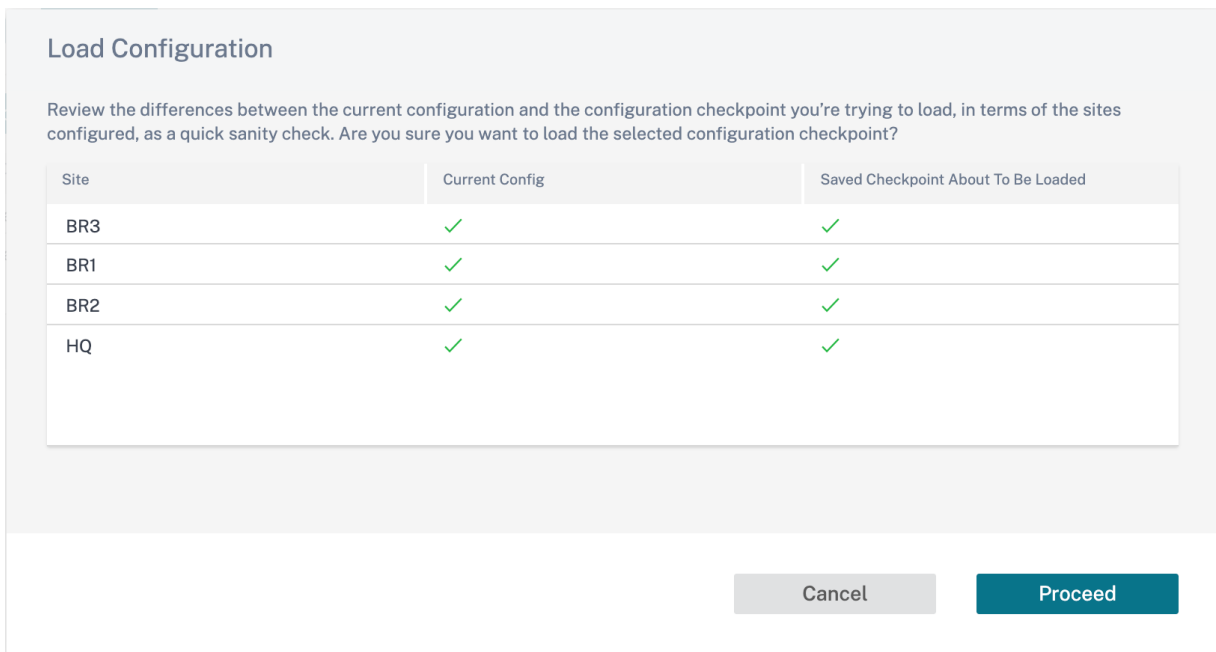 Load Configuration
Review the differences between the current configuration and the configuration checkpoint you're trying to load, in terms of the sites
configured, as a quick sanity check. Are you sure you want to load the selected configuration checkpoint?
Site Current Config Saved Checkpoint About To Be Loaded
BR3 ✓ ✓
BR1 ✓ ✓
BR2 ✓ ✓
HQ ✓ ✓
Cancel Proceed